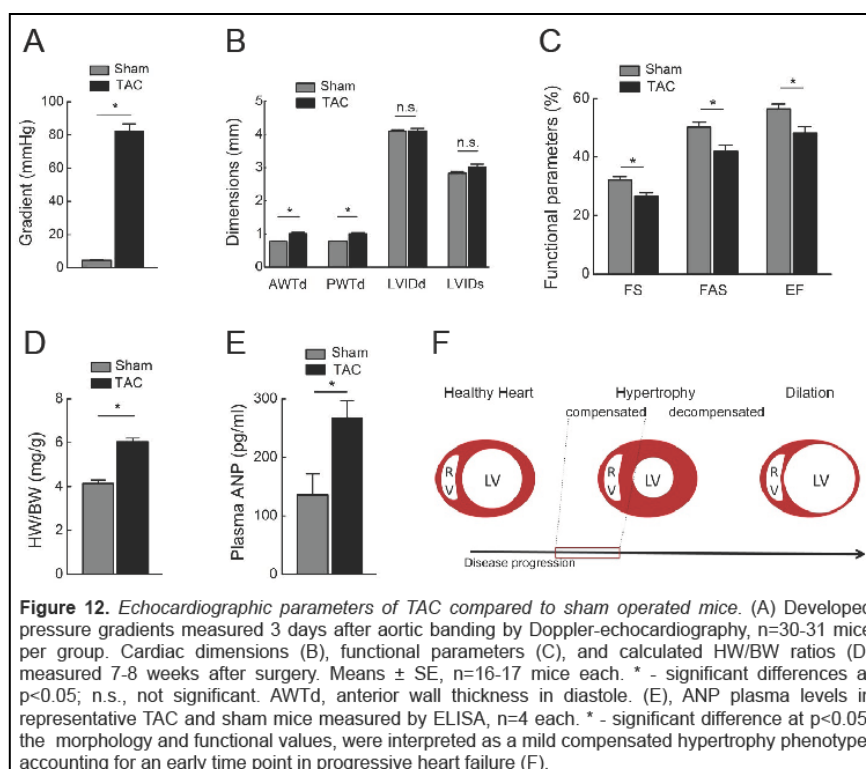 A
Sham
TAC
*
Gradient (mmHg)
100
80
60
40
20
0
B
Sham
TAC
n.s.
n.s.
*
*
Dimensions (mm)
5
4
3
2
1
0
AWTd
PWTd
LVIDd
LVIDs
C
Sham
TAC
*
*
*
Functional parameters (%)
60
40
20
0
FS
FAS
EF
D
Sham
TAC
*
HW/BW (mg/g)
8
6
4
2
0
E
Sham
TAC
*
Plasma ANP (pg/ml)
300
200
100
0
F
Healthy Heart
Hypertrophy
Dilation
compensated
decompensated
R
V
LV
R
V
LV
R
V
LV
Disease progression
Figure 12. Echocardiographic parameters of TAC compared to sham operated mice. (A) Developed
pressure gradients measured 3 days after aortic banding by Doppler-echocardiography, n=30-31 mice
per group. Cardiac dimensions (B), functional parameters (C), and calculated HW/BW ratios (D)
measured 7-8 weeks after surgery. Means ± SE, n=16-17 mice each. * - significant differences at
p<0.05; n.s., not significant. AWTd, anterior wall thickness in diastole. (E), ANP plasma levels in
representative TAC and sham mice measured by ELISA, n=4 each. * - significant difference at p<0.05
the morphology and functional values, were interpreted as a mild compensated hypertrophy phenotype
accounting for an early time point in progressive heart failure (F).